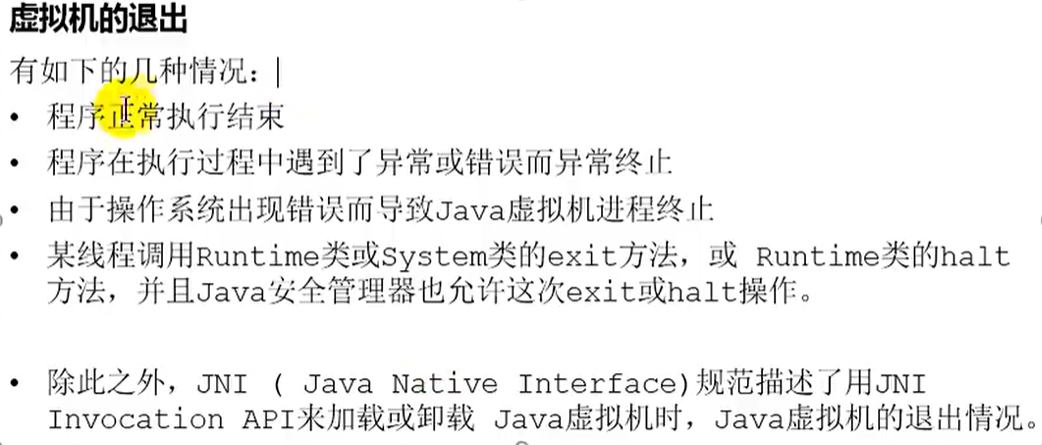 虚拟机的退出
有如下的几种情况：
• 程序正常执行结束
• 程序在执行过程中遇到了异常或错误而异常终止
• 由于操作系统出现错误而导致Java虚拟机进程终止
• 某线程调用Runtime类或System类的exit方法，或 Runtime类的halt
方法，并且Java安全管理器也允许这次exit或halt操作。
• 除此之外，JNI ( Java Native Interface)规范描述了用JNI
Invocation API来加载或卸载 Java虚拟机时，Java虚拟机的退出情况。